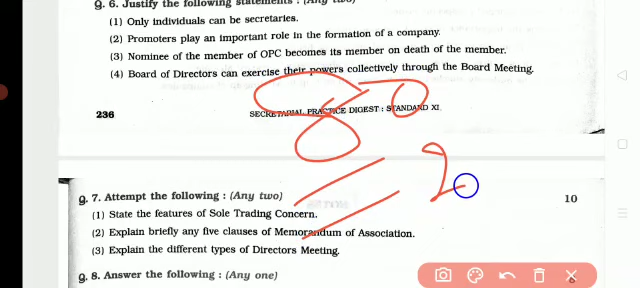 Q. 6. Justify the following statements : (Any two)
(1) Only individuals can be secretaries.
(2) Promoters play an important role in the formation of a company.
(3) Nominee of the member of OPC becomes its member on death of the member.
(4) Board of Directors can exercise their powers collectively through the Board Meeting.
80
236 SECRETARIAL PRACTICE DIGEST : STANDARD XI
2
Q. 7. Attempt the following : (Any two) 10
(1) State the features of Sole Trading Concern.
(2) Explain briefly any five clauses of Memorandum of Association.
(3) Explain the different types of Directors Meeting.
Q. 8. Answer the following : (Any one) 8